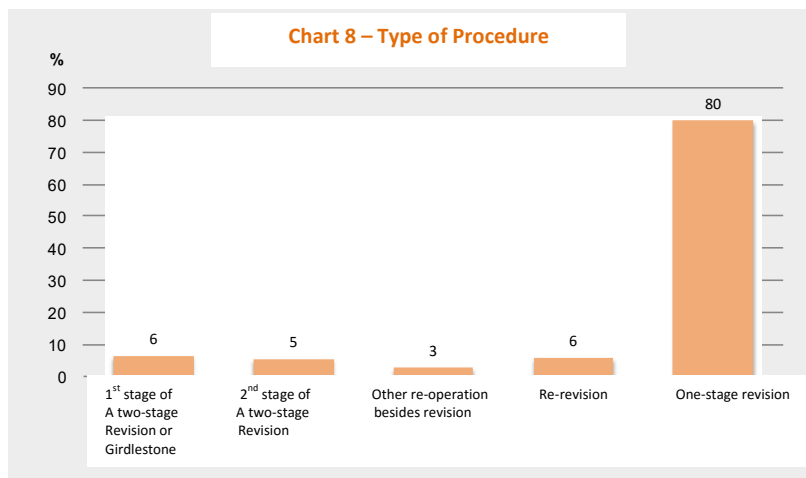 Chart 8 – Type of Procedure
%
90
80
70
60
50
40
30
20
10
0
6
5
3
6
80
1st stage of
A two-stage
Revision or
Girdlestone
2nd stage of
A two-stage
Revision
Other re-operation
besides revision
Re-revision
One-stage revision